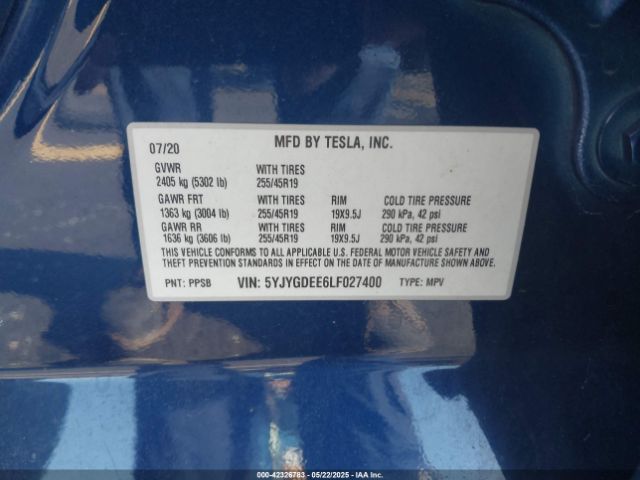 07/20 MFD BY TESLA, INC.
GVWR WITH TIRES
2405 kg (5302 lb) 255/45R19
GAWR FRT WITH TIRES RIM COLD TIRE PRESSURE
1363 kg (3004 lb) 255/45R19 19X9.5J 290 kPa, 42 psi
GAWR RR WITH TIRES RIM COLD TIRE PRESSURE
1636 kg (3606 lb) 255/45R19 19X9.5J 290 kPa, 42 psi
THIS VEHICLE CONFORMS TO ALL APPLICABLE U.S. FEDERAL MOTOR VEHICLE SAFETY AND
THEFT PREVENTION STANDARDS IN EFFECT ON THE DATE OF MANUFACTURE SHOWN ABOVE.
PNT: PPSB VIN: 5YJYGDEE6LF027400 TYPE: MPV
000-42326783 - 05/22/2025 - IAA Inc.